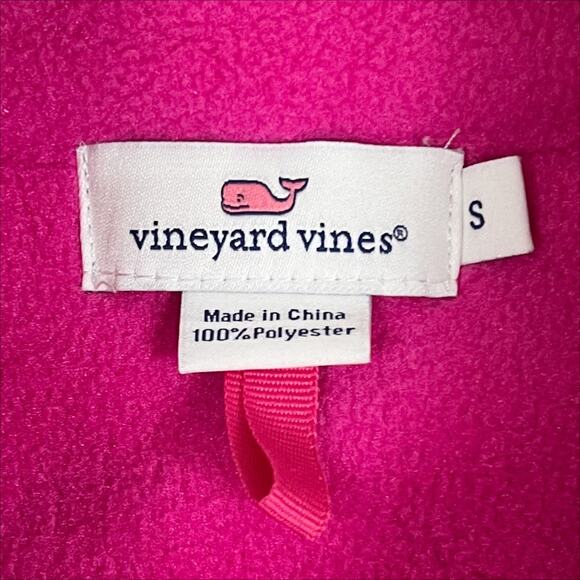 vineyard vines®
S
Made in China
100%Polyester